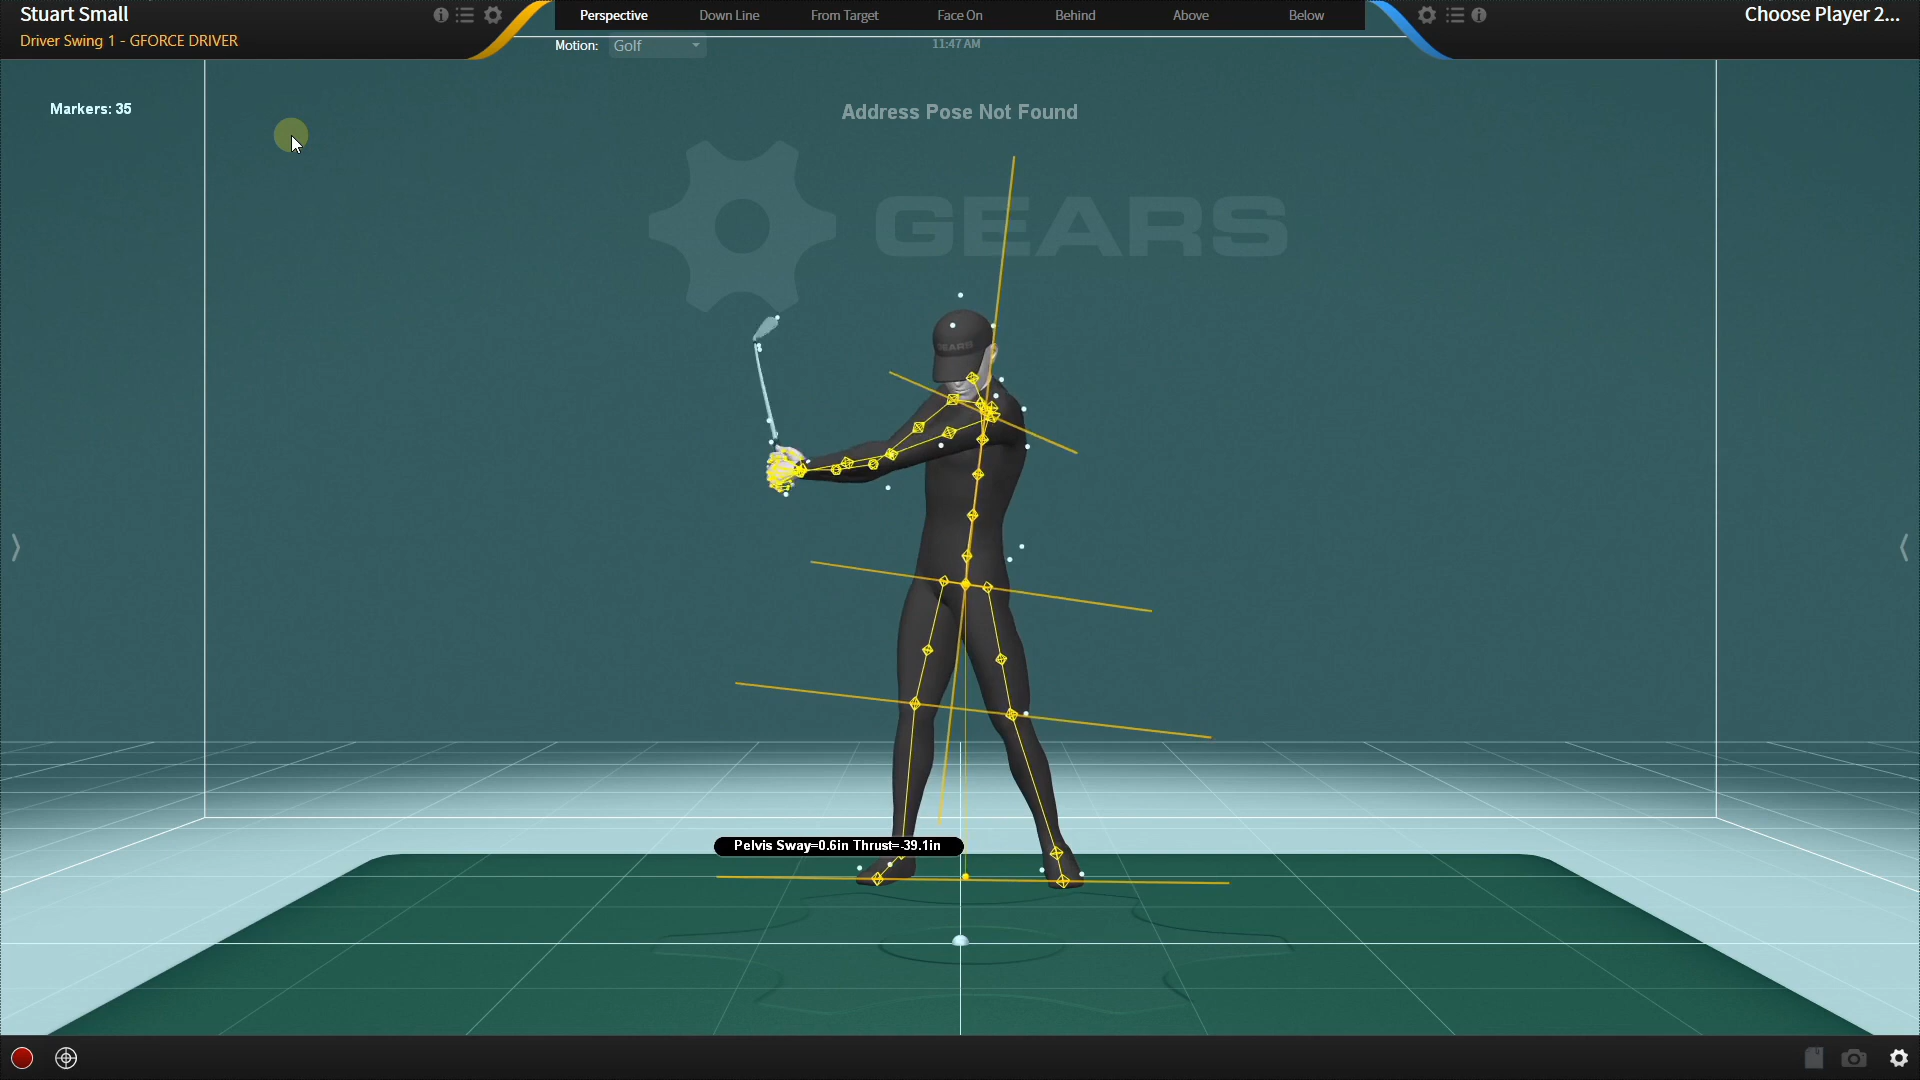 Stuart Small
Driver Swing 1 - GFORCE DRIVER
Perspective
Down Line
From Target
Face On
Behind
Above
Below
Choose Player 2...
Motion: Golf
11:47 AM
Markers: 35
Address Pose Not Found
GEARS
GEARS
Pelvis Sway=0.6in Thrust=-39.1in